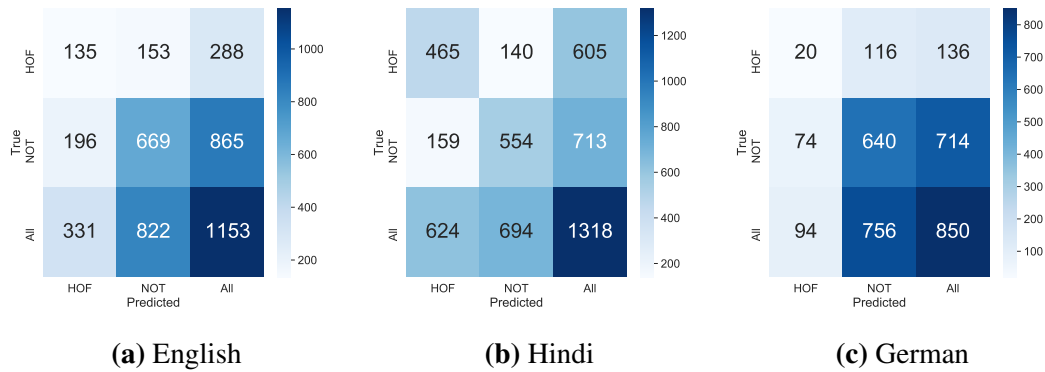 HOF 135 153 288 1000
True NOT 196 669 865 800 600
All 331 822 1153 400 200
HOF NOT All
Predicted
(a) English
HOF 465 140 605 1200 1000
True NOT 159 554 713 800 600
All 624 694 1318 400 200
HOF NOT All
Predicted
(b) Hindi
HOF 20 116 136 800 700
True NOT 74 640 714 600 500 400
All 94 756 850 300 200 100
HOF NOT All
Predicted
(c) German